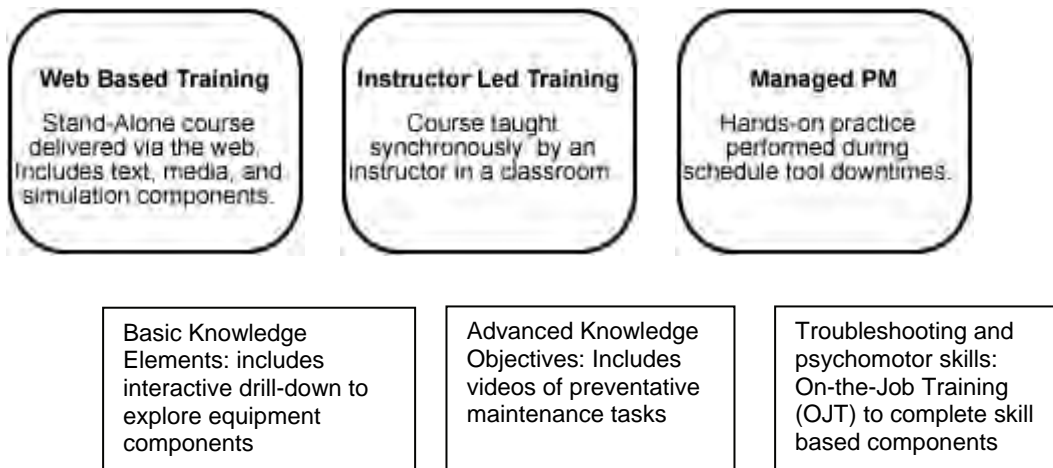 Web Based Training
Stand-Alone course
delivered via the web.
Includes text, media, and
simulation components.
Instructor Led Training
Course taught
synchronously by an
instructor in a classroom
Managed PM
Hands-on practice
performed during
schedule tool downtimes.
Basic Knowledge
Elements: includes
interactive drill-down to
explore equipment
components
Advanced Knowledge
Objectives: Includes
videos of preventative
maintenance tasks
Troubleshooting and
psychomotor skills:
On-the-Job Training
(OJT) to complete skill
based components